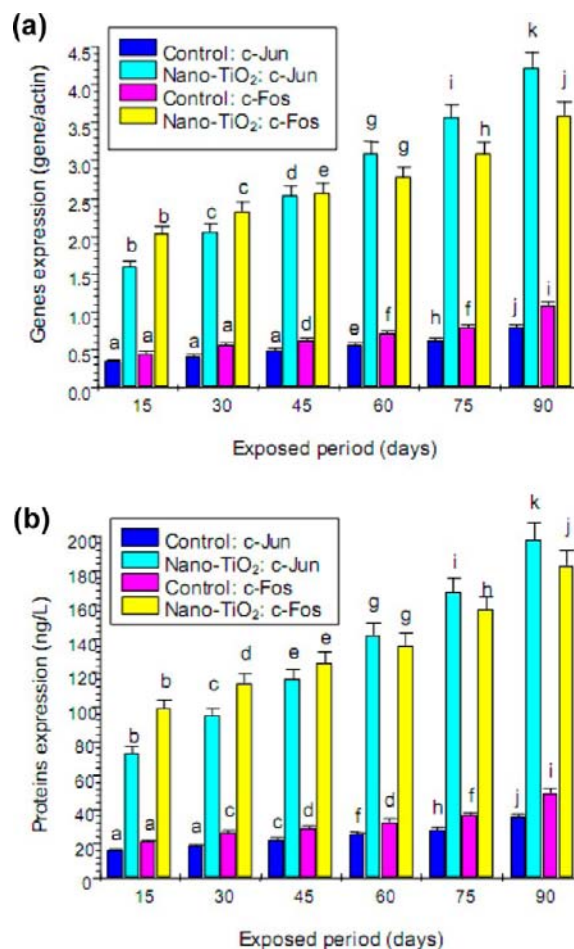 (a)
Control: c-Jun
Nano-TiO₂: c-Jun
Control: c-Fos
Nano-TiO₂: c-Fos
Genes expression (gene/actin)
4.5
3.5
3.0
2.5
2.0
1.5
1.0
0.5
0.0
a b a b
a c a c
a d d e
e g f g
h i f h
j k i j
15 30 45 60 75 90
Exposed period (days)
(b)
Control: c-Jun
Nano-TiO₂: c-Jun
Control: c-Fos
Nano-TiO₂: c-Fos
Proteins expression (ng/L)
200
180
160
140
120
100
80
60
40
20
0
a b a b
a c c d
c e d e
f g d g
h i f h
j k i j
15 30 45 60 75 90
Exposed period (days)